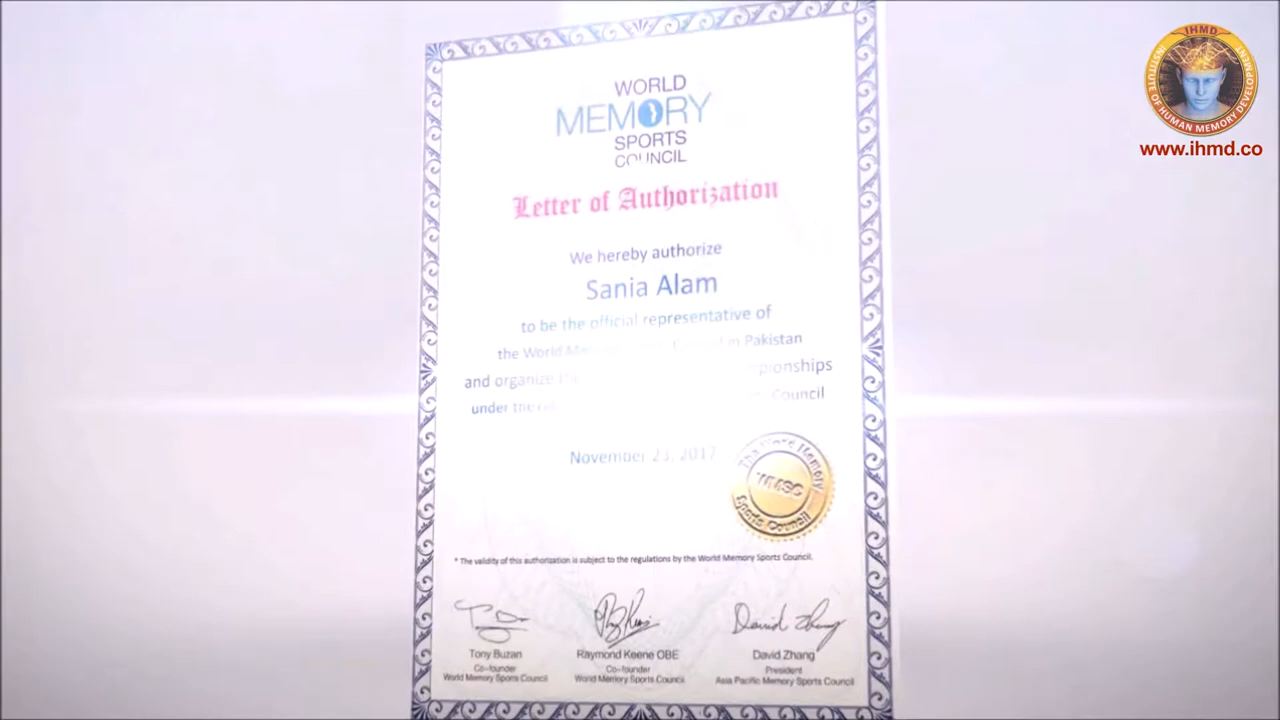 WORLD
MEMORY
SPORTS
COUNCIL
Letter of Authorization
We hereby authorize
Sania Alam
to be the official representative of
the World in Pakistan
and organize
under the Council
November 23, 2017
The World Memory
WMSC
Sports Council
* The validity of this authorization is subject to the regulations by the World Memory Sports Council.
Tony Buzan
Co-founder
World Memory Sports Council
Raymond Keene OBE
Co-founder
World Memory Sports Council
David Zhang
David Zhang
President
Asia Pacific Memory Sports Council
IHMD
INSTITUTE OF HUMAN MEMORY DEVELOPMENT
www.ihmd.co